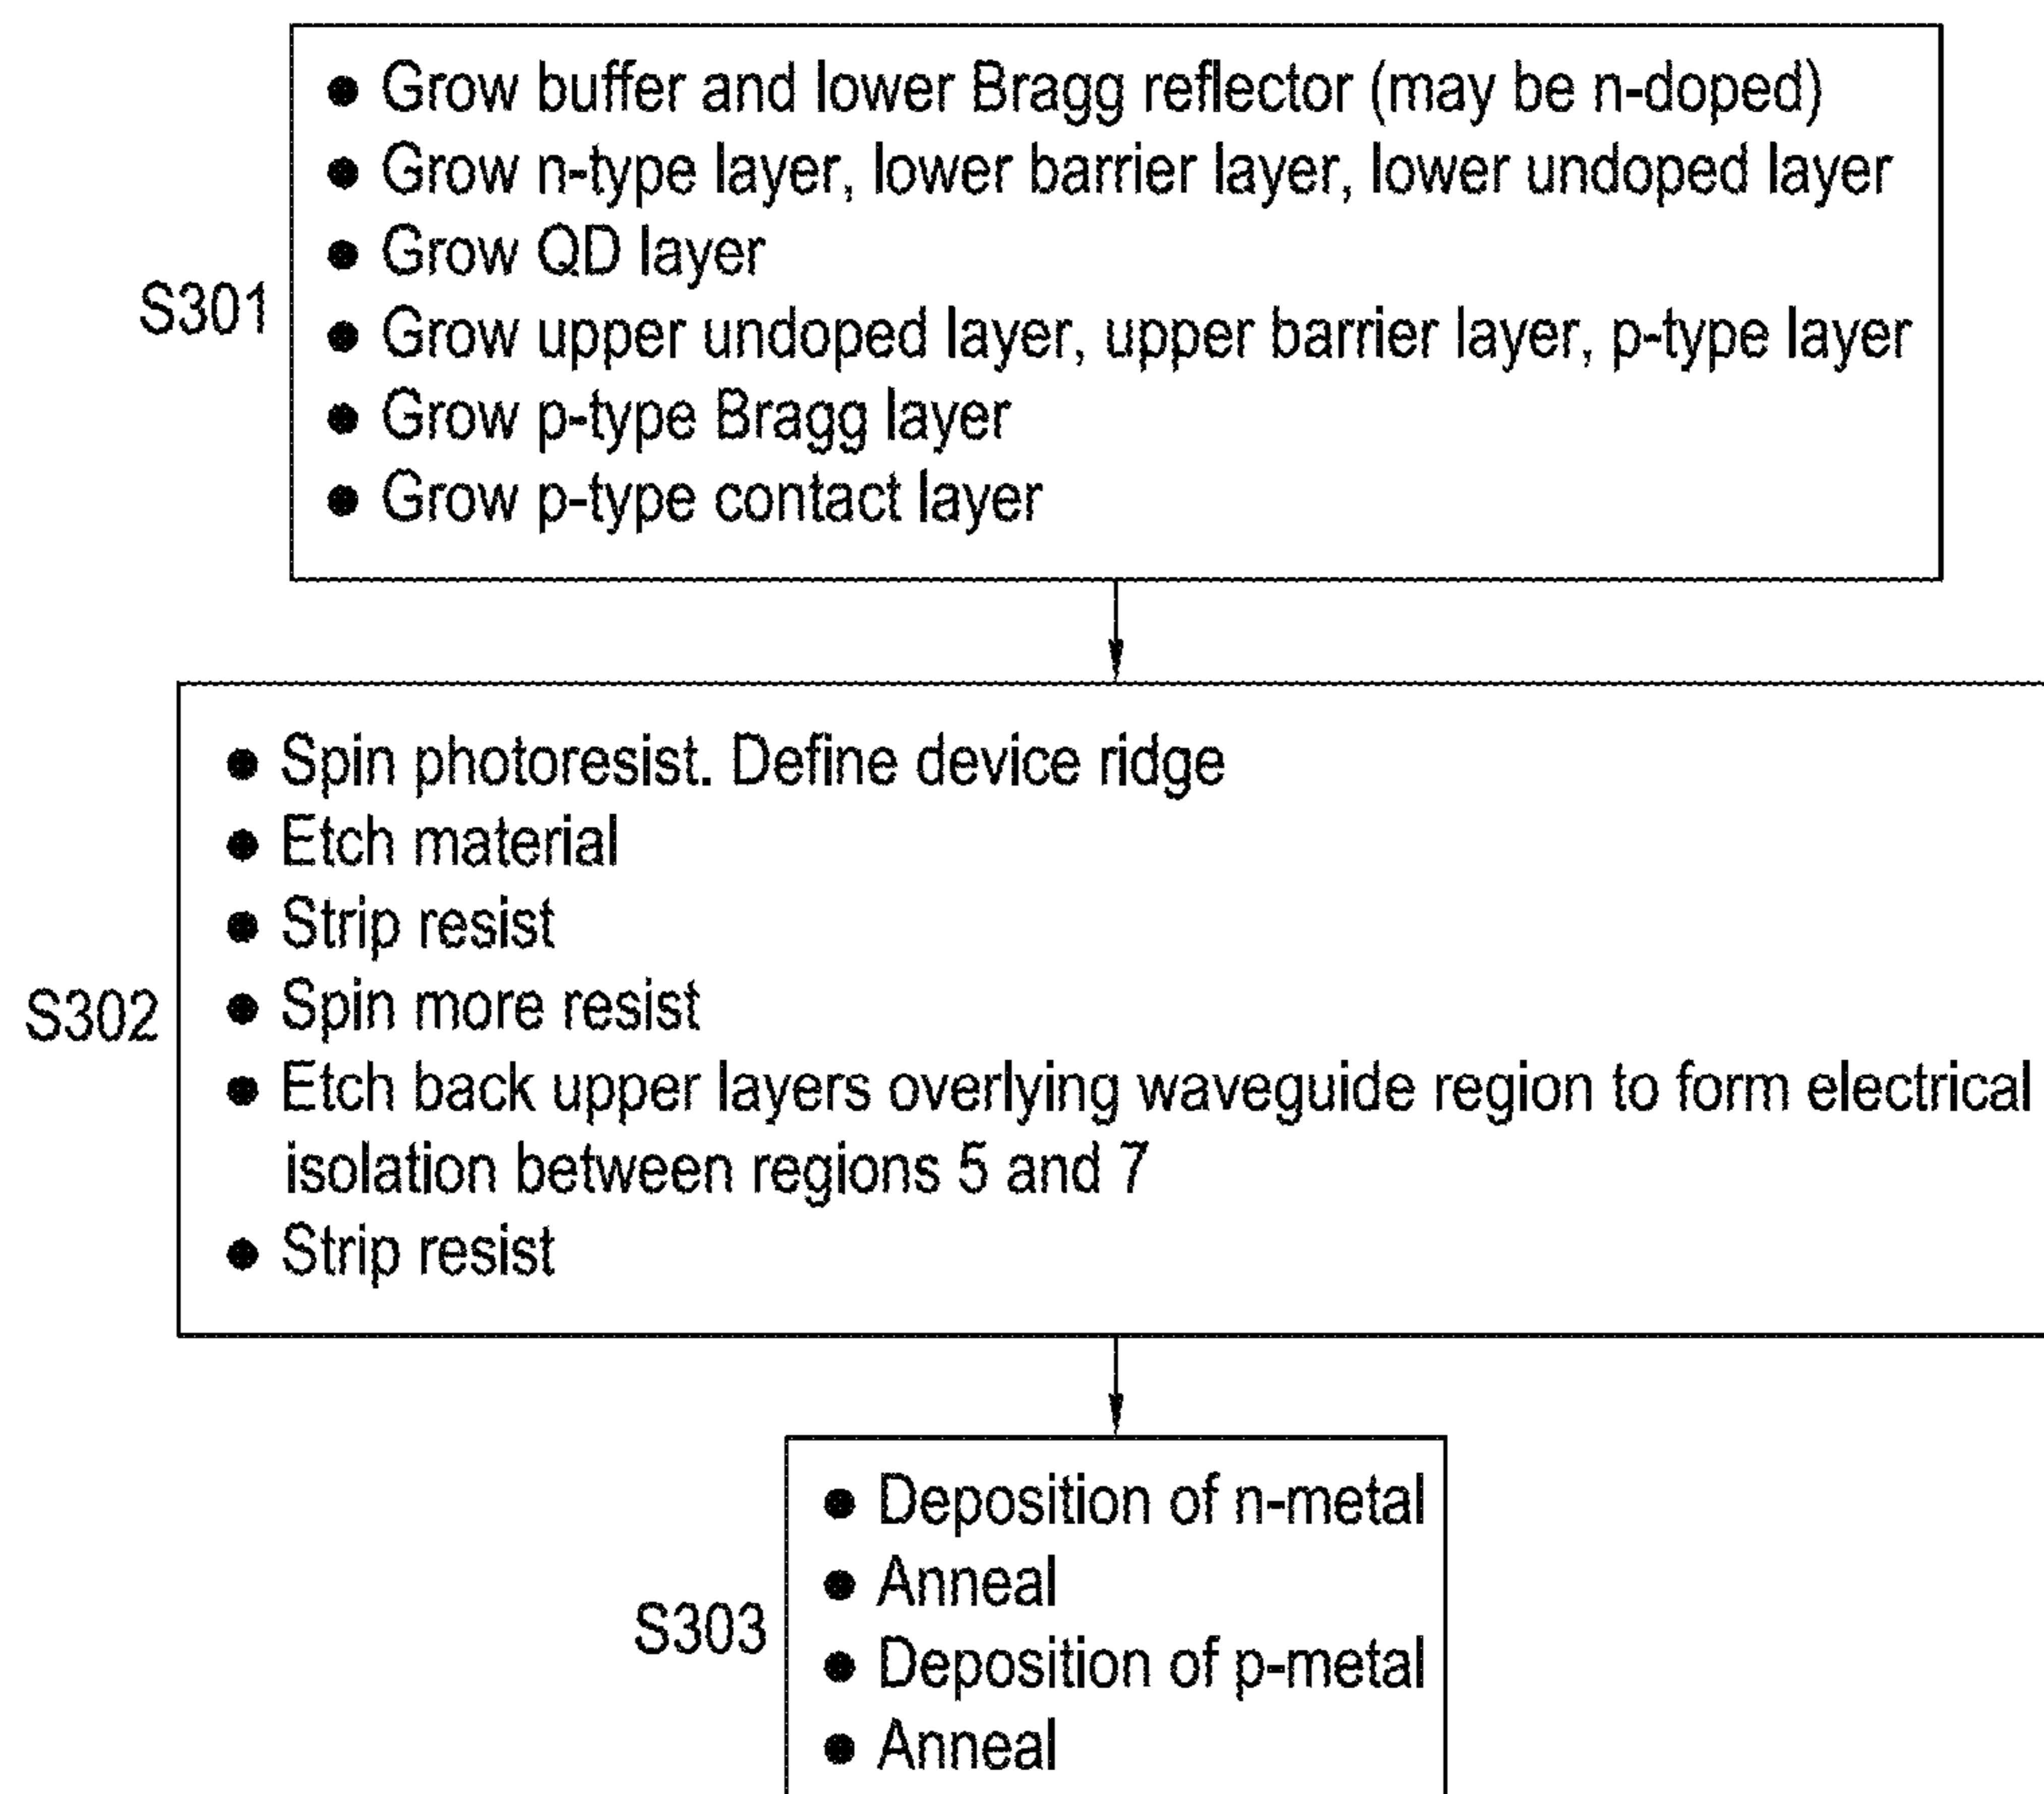 S301
● Grow buffer and lower Bragg reflector (may be n-doped)
● Grow n-type layer, lower barrier layer, lower undoped layer
● Grow QD layer
● Grow upper undoped layer, upper barrier layer, p-type layer
● Grow p-type Bragg layer
● Grow p-type contact layer
S302
● Spin photoresist. Define device ridge
● Etch material
● Strip resist
● Spin more resist
● Etch back upper layers overlying waveguide region to form electrical
isolation between regions 5 and 7
● Strip resist
S303
● Deposition of n-metal
● Anneal
● Deposition of p-metal
● Anneal